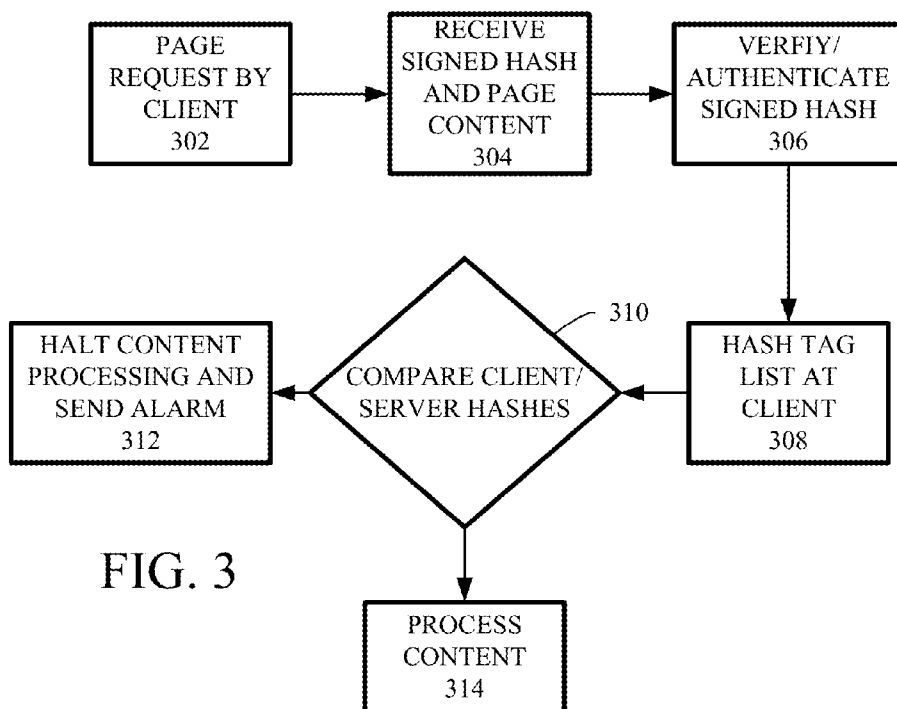 PAGE
REQUEST BY
CLIENT
302
RECEIVE
SIGNED HASH
AND PAGE
CONTENT
304
VERFIY/
AUTHENTICATE
SIGNED HASH
306
HASH TAG
LIST AT
CLIENT
308
310
COMPARE CLIENT/
SERVER HASHES
HALT CONTENT
PROCESSING AND
SEND ALARM
312
PROCESS
CONTENT
314
FIG. 3